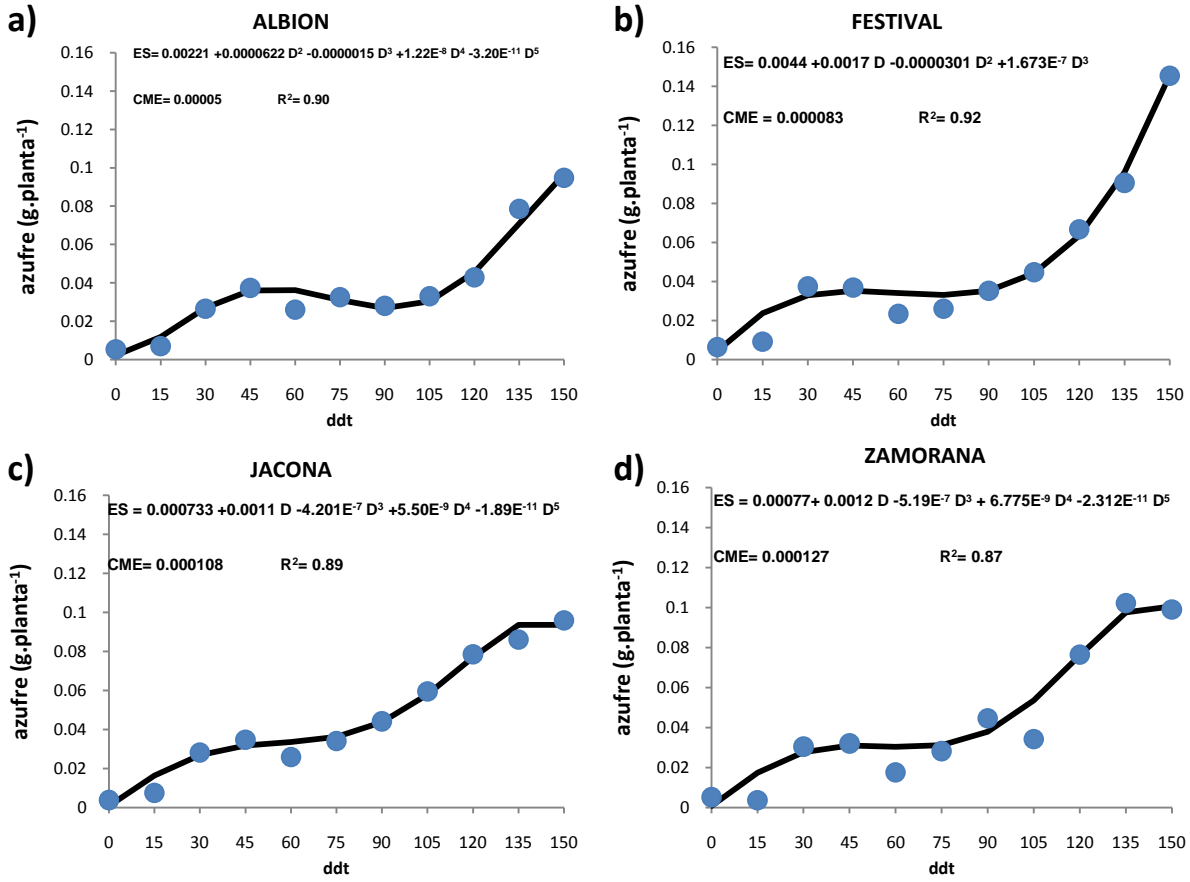 a)
ALBION
ES= 0.00221 +0.0000622 D² -0.0000015 D³ +1.22E⁻⁸ D⁴ -3.20E⁻¹¹ D⁵
CME= 0.00005 R²= 0.90
azufre (g.planta⁻¹)
0.16
0.14
0.12
0.1
0.08
0.06
0.04
0.02
0
0 15 30 45 60 75 90 105 120 135 150
ddt
b)
FESTIVAL
ES= 0.0044 +0.0017 D -0.0000301 D² +1.673E⁻⁷ D³
CME = 0.000083 R²= 0.92
azufre (g.planta⁻¹)
0.16
0.14
0.12
0.1
0.08
0.06
0.04
0.02
0
0 15 30 45 60 75 90 105 120 135 150
ddt
c)
JACONA
ES = 0.000733 +0.0011 D -4.201E⁻⁷ D³ +5.50E⁻⁹ D⁴ -1.89E⁻¹¹ D⁵
CME= 0.000108 R²= 0.89
azufre (g.planta⁻¹)
0.16
0.14
0.12
0.1
0.08
0.06
0.04
0.02
0
0 15 30 45 60 75 90 105 120 135 150
ddt
d)
ZAMORANA
ES = 0.00077+ 0.0012 D -5.19E⁻⁷ D³ + 6.775E⁻⁹ D⁴ -2.312E⁻¹¹ D⁵
CME= 0.000127 R²= 0.87
azufre (g.planta⁻¹)
0.16
0.14
0.12
0.1
0.08
0.06
0.04
0.02
0
0 15 30 45 60 75 90 105 120 135 150
ddt